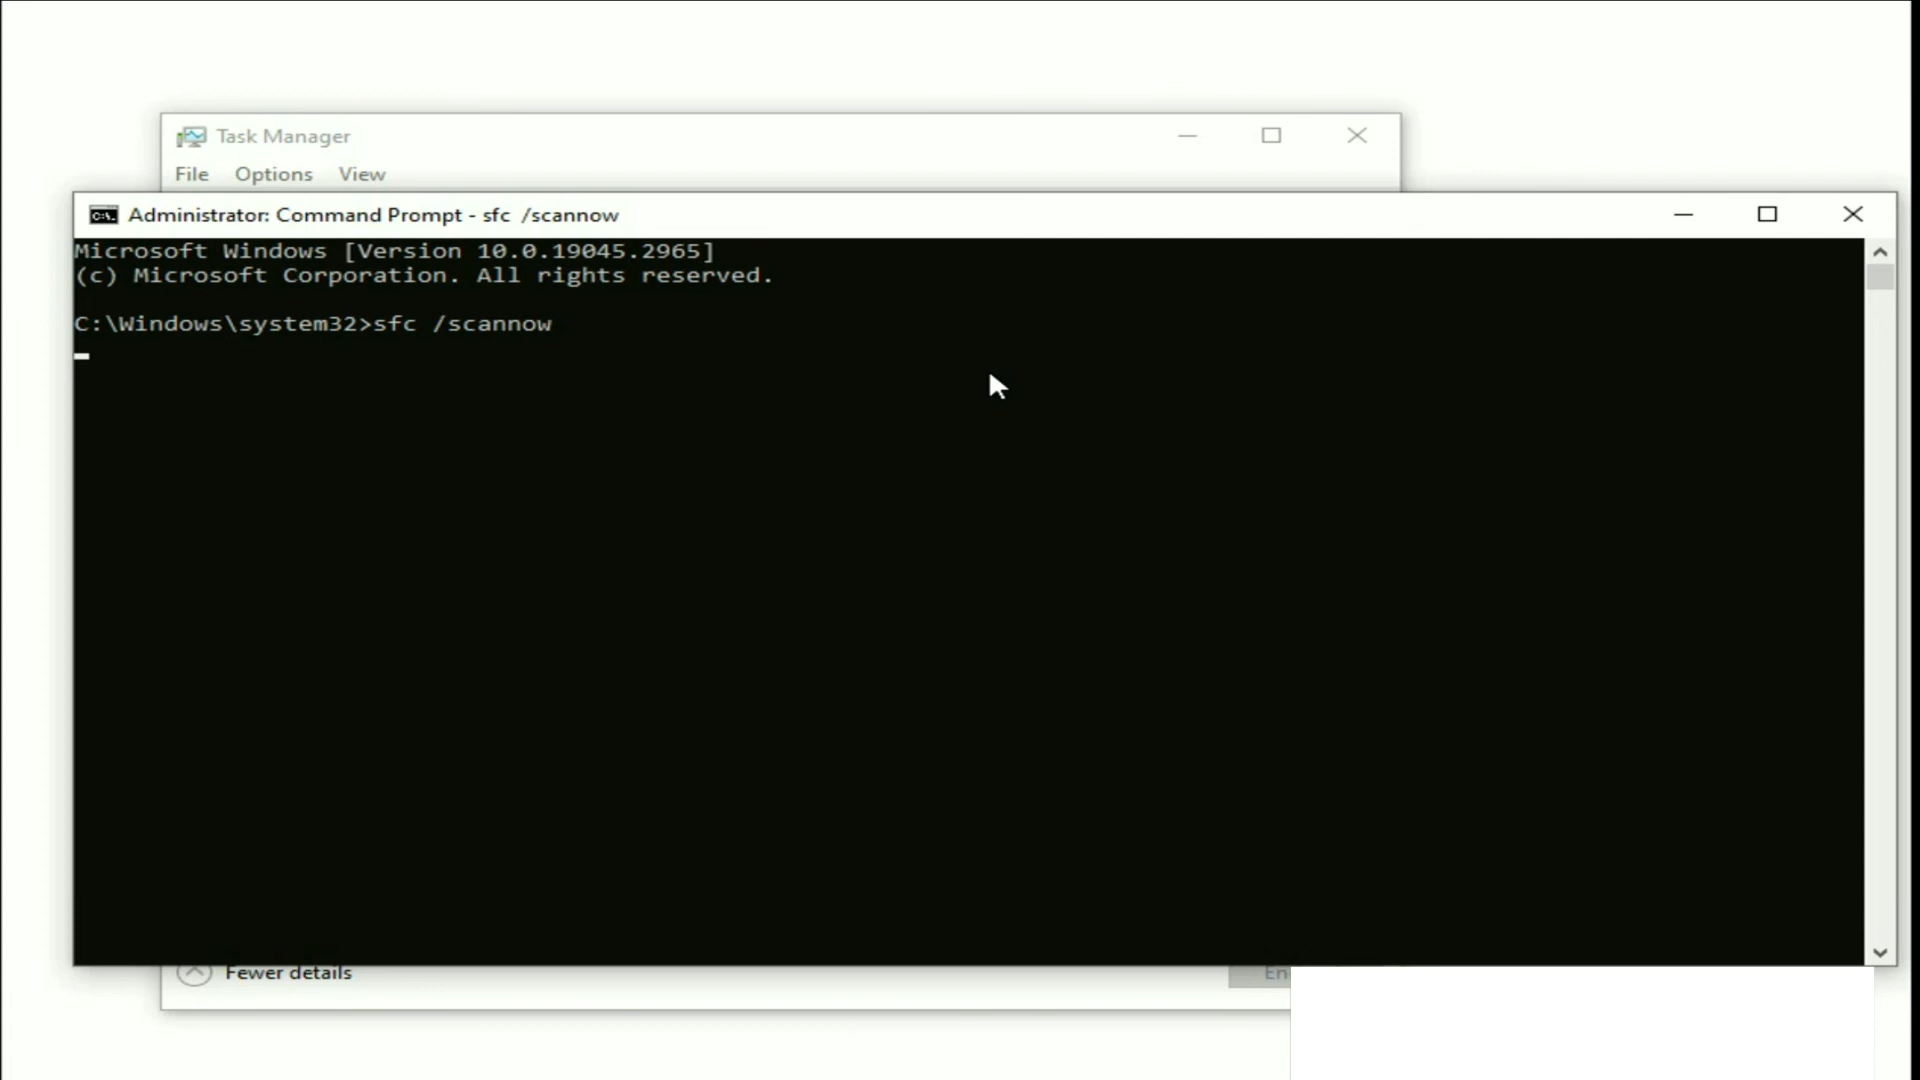 Task Manager
File Options View
Administrator: Command Prompt - sfc /scannow
Microsoft Windows [Version 10.0.19045.2965]
(c) Microsoft Corporation. All rights reserved.
C:\Windows\system32>sfc /scannow
Fewer details
En